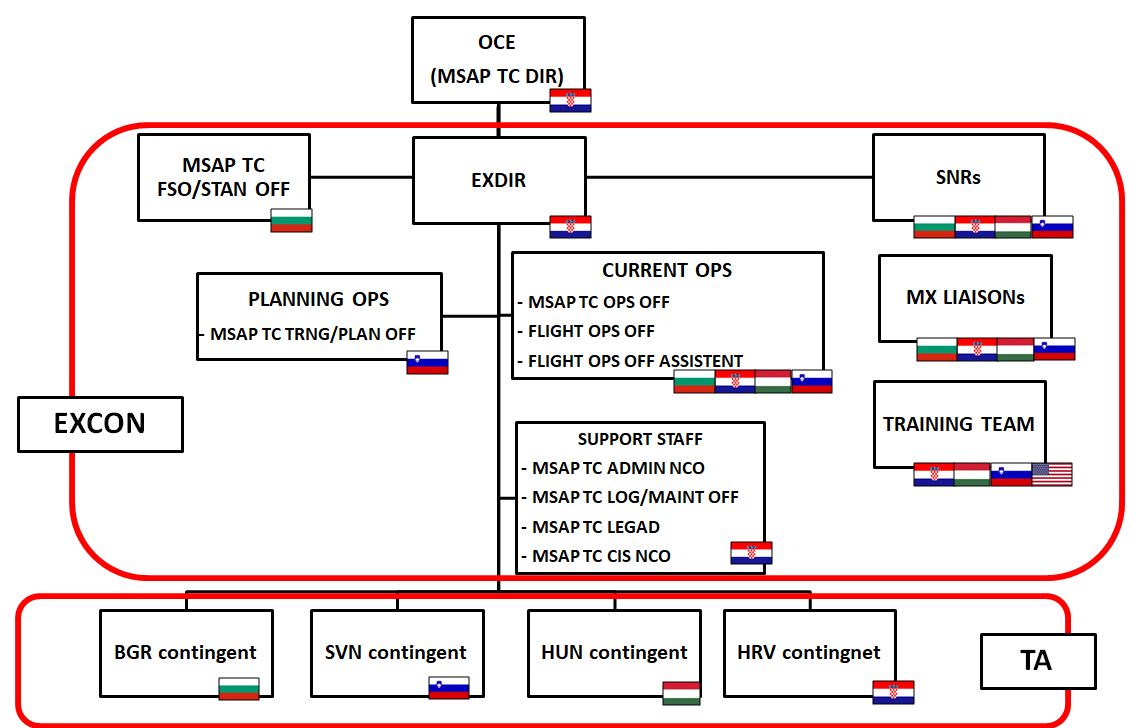 OCE
(MSAP TC DIR)
MSAP TC
FSO/STAN OFF
EXDIR
SNRs
PLANNING OPS
- MSAP TC TRNG/PLAN OFF
CURRENT OPS
- MSAP TC OPS OFF
- FLIGHT OPS OFF
- FLIGHT OPS OFF ASSISTENT
MX LIAISONs
EXCON
TRAINING TEAM
SUPPORT STAFF
- MSAP TC ADMIN NCO
- MSAP TC LOG/MAINT OFF
- MSAP TC LEGAD
- MSAP TC CIS NCO
BGR contingent
SVN contingent
HUN contingent
HRV contingnet
TA